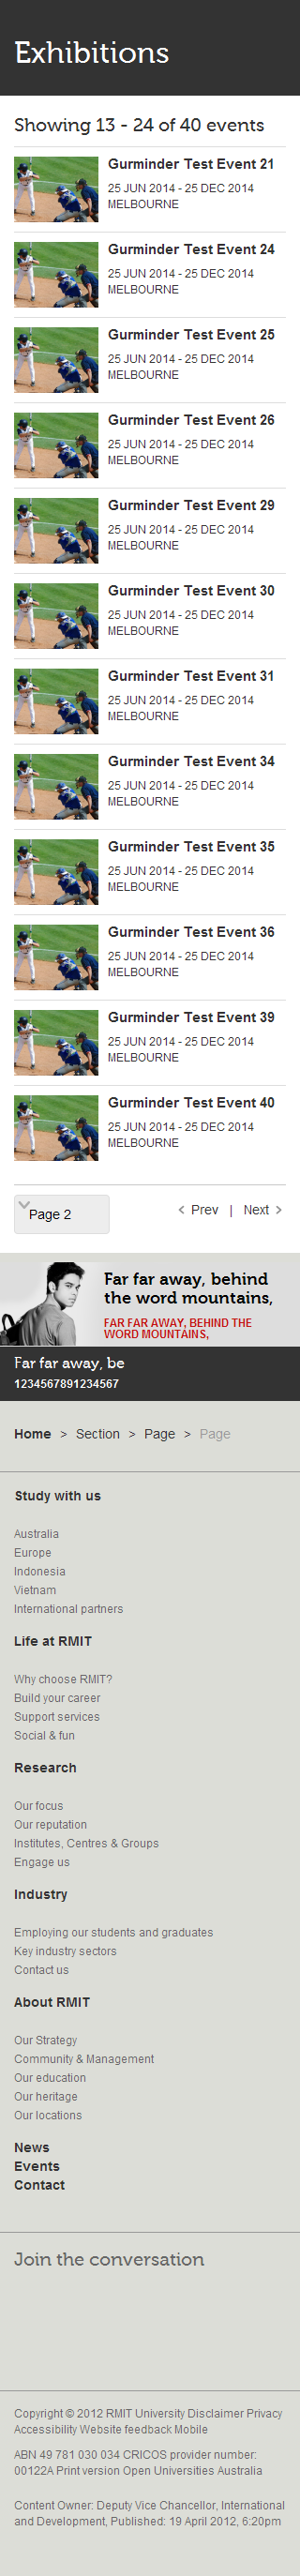 Exhibitions
Showing 13 - 24 of 40 events
Gurminder Test Event 21
25 JUN 2014 - 25 DEC 2014
MELBOURNE
Gurminder Test Event 24
25 JUN 2014 - 25 DEC 2014
MELBOURNE
Gurminder Test Event 25
25 JUN 2014 - 25 DEC 2014
MELBOURNE
Gurminder Test Event 26
25 JUN 2014 - 25 DEC 2014
MELBOURNE
Gurminder Test Event 29
25 JUN 2014 - 25 DEC 2014
MELBOURNE
Gurminder Test Event 30
25 JUN 2014 - 25 DEC 2014
MELBOURNE
Gurminder Test Event 31
25 JUN 2014 - 25 DEC 2014
MELBOURNE
Gurminder Test Event 34
25 JUN 2014 - 25 DEC 2014
MELBOURNE
Gurminder Test Event 35
25 JUN 2014 - 25 DEC 2014
MELBOURNE
Gurminder Test Event 36
25 JUN 2014 - 25 DEC 2014
MELBOURNE
Gurminder Test Event 39
25 JUN 2014 - 25 DEC 2014
MELBOURNE
Gurminder Test Event 40
25 JUN 2014 - 25 DEC 2014
MELBOURNE
Page 2 < Prev | Next >
Far far away, behind
the word mountains,
FAR FAR AWAY, BEHIND THE
WORD MOUNTAINS,
Far far away, be
1234567891234567
Home > Section > Page > Page
Study with us
Australia
Europe
Indonesia
Vietnam
International partners
Life at RMIT
Why choose RMIT?
Build your career
Support services
Social & fun
Research
Our focus
Our reputation
Institutes, Centres & Groups
Engage us
Industry
Employing our students and graduates
Key industry sectors
Contact us
About RMIT
Our Strategy
Community & Management
Our education
Our heritage
Our locations
News
Events
Contact
Join the conversation
Copyright © 2012 RMIT University Disclaimer Privacy
Accessibility Website feedback Mobile
ABN 49 781 030 034 CRICOS provider number:
00122A Print version Open Universities Australia
Content Owner: Deputy Vice Chancellor, International
and Development, Published: 19 April 2012, 6:20pm